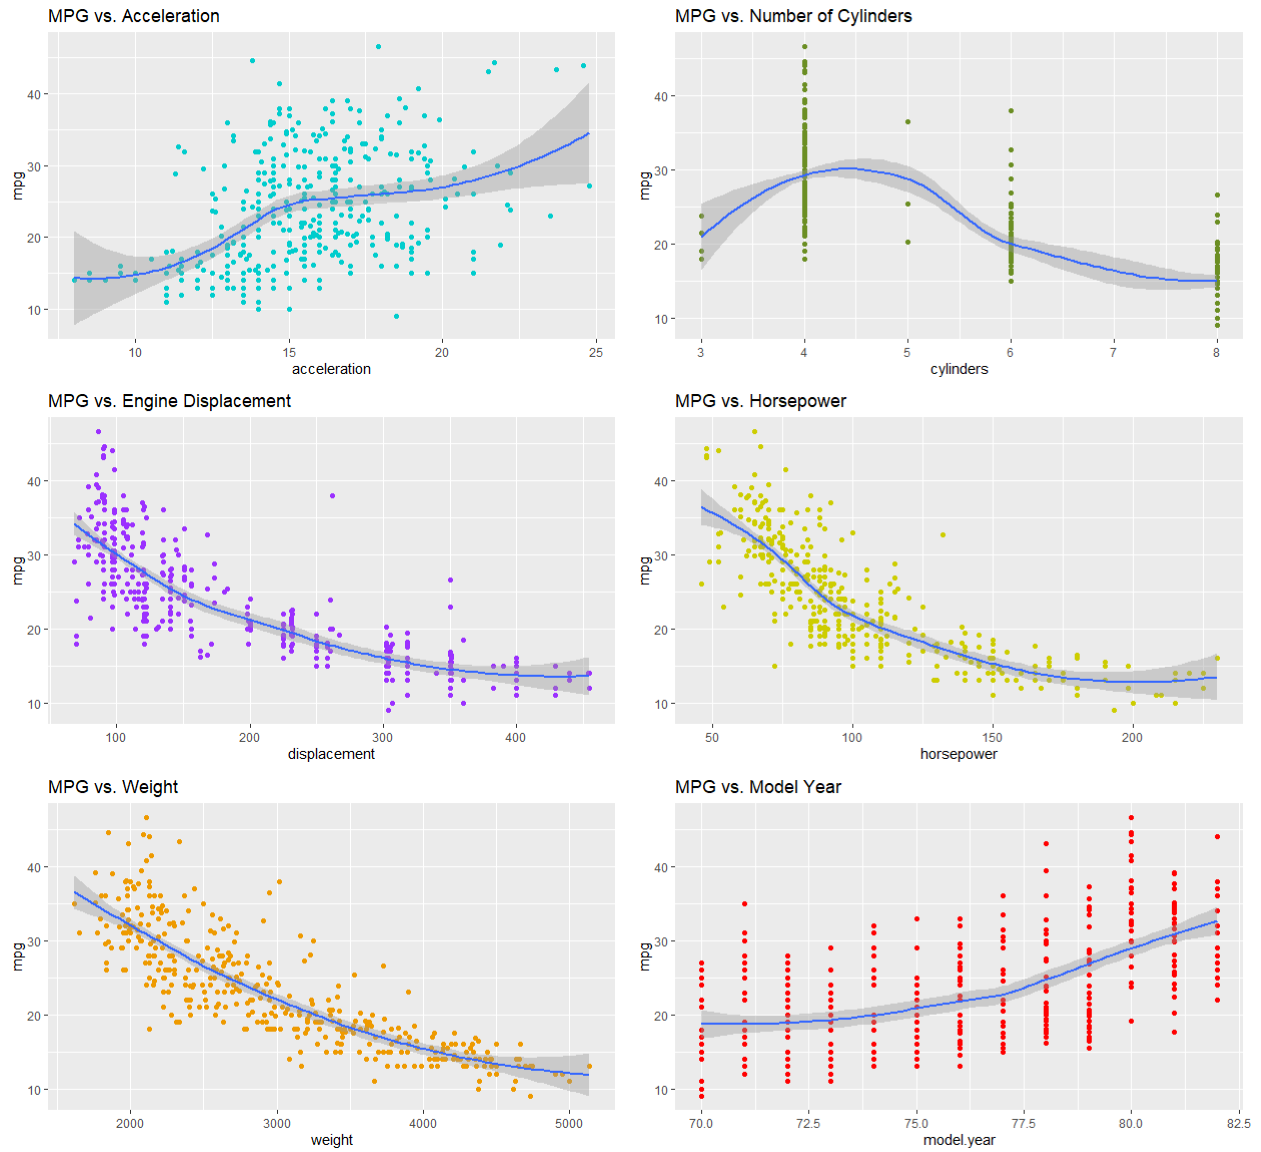 MPG vs. Acceleration
mpg
40
30
20
10
10 15 20 25
acceleration
MPG vs. Number of Cylinders
mpg
40
30
20
10
3 4 5 6 7 8
cylinders
MPG vs. Engine Displacement
mpg
40
30
20
10
100 200 300 400
displacement
MPG vs. Horsepower
mpg
40
30
20
10
50 100 150 200
horsepower
MPG vs. Weight
mpg
40
30
20
10
2000 3000 4000 5000
weight
MPG vs. Model Year
mpg
40
30
20
10
70.0 72.5 75.0 77.5 80.0 82.5
model.year